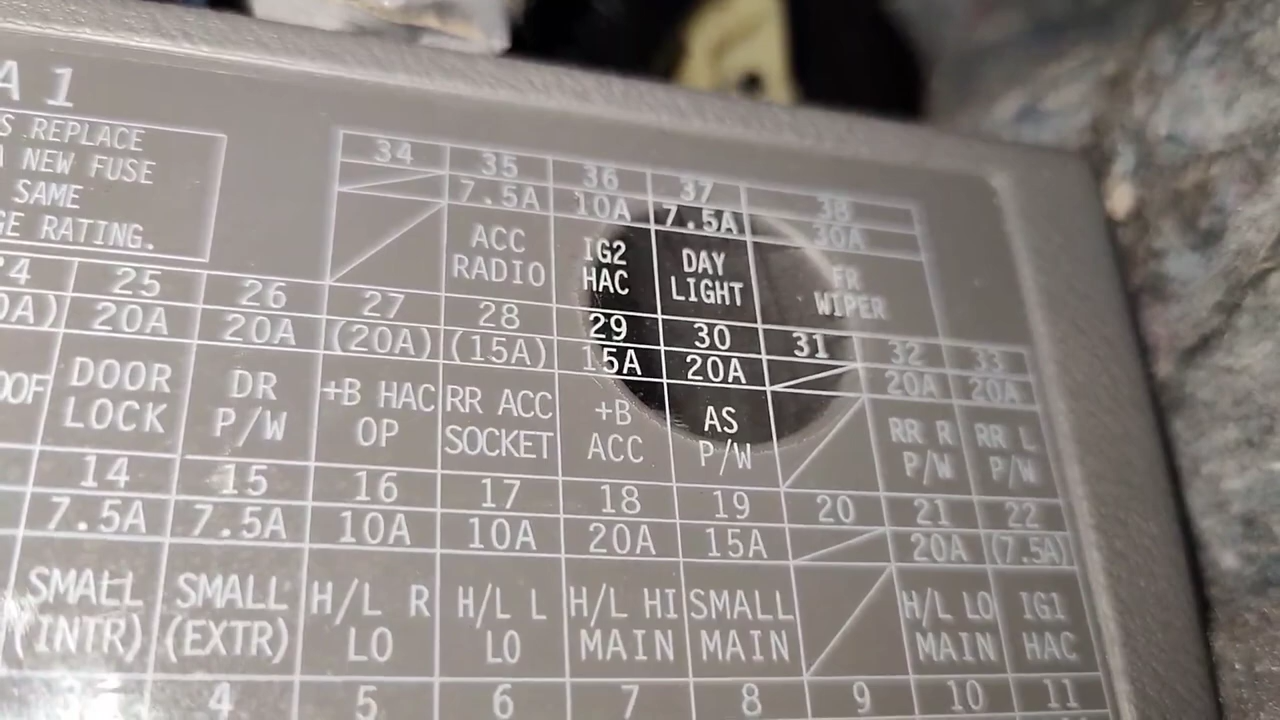 A 1
S REPLACE
NEW FUSE
SAME
GE RATING.
34 35 36 37 38
7.5A 10A 7.5A 30A
ACC RADIO
IG2 HAC
DAY LIGHT
FR WIPER
4 25 26 27 28 29 30 31 32 33
0A) 20A 20A (20A) (15A) 15A 20A 20A 20A
OOF
DOOR LOCK
DR P/W
+B HAC OP
RR ACC SOCKET
+B ACC
AS P/W
RR R P/W
RR L P/W
14 15 16 17 18 19 20 21 22
7.5A 7.5A 10A 10A 20A 15A 20A (7.5A)
SMALL (INTR)
SMALL (EXTR)
H/L R LO
H/L L LO
H/L HI MAIN
SMALL MAIN
H/L LO MAIN
IG1 HAC
3 4 5 6 7 8 9 10 11